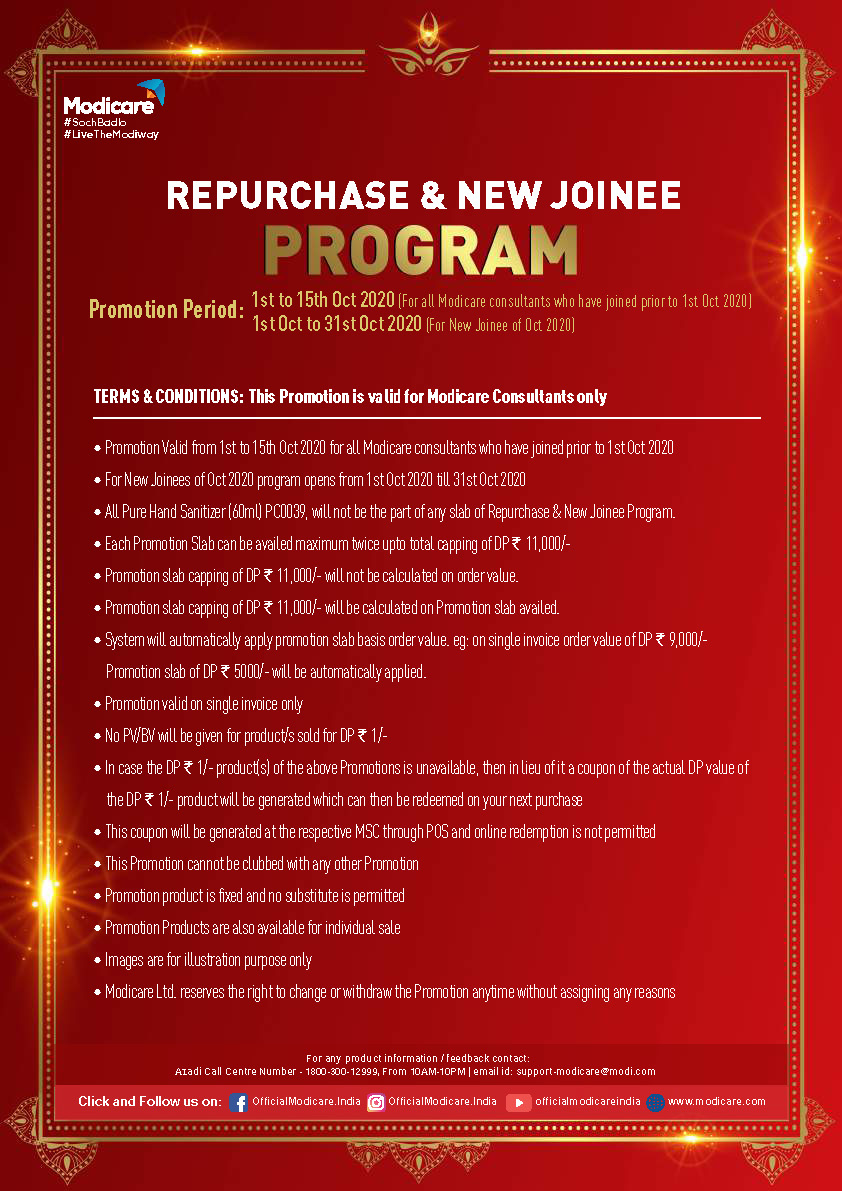 Modicare
#SochBadlo
#LiveTheModiway
REPURCHASE & NEW JOINEE
PROGRAM
Promotion Period: 1st to 15th Oct 2020 (For all Modicare consultants who have joined prior to 1st Oct 2020)
1st Oct to 31st Oct 2020 (For New Joinee of Oct 2020)
TERMS & CONDITIONS: This Promotion is valid for Modicare Consultants only
• Promotion Valid from 1st to 15th Oct 2020 for all Modicare consultants who have joined prior to 1st Oct 2020
• For New Joinees of Oct 2020 program opens from 1st Oct 2020 till 31st Oct 2020
• All Pure Hand Sanitizer (60ml) PC0039, will not be the part of any slab of Repurchase & New Joinee Program.
• Each Promotion Slab can be availed maximum twice upto total capping of DP ₹ 11,000/-
• Promotion slab capping of DP ₹ 11,000/- will not be calculated on order value.
• Promotion slab capping of DP ₹ 11,000/- will be calculated on Promotion slab availed.
• System will automatically apply promotion slab basis order value. eg: on single invoice order value of DP ₹ 9,000/-
Promotion slab of DP ₹ 5000/- will be automatically applied.
• Promotion valid on single invoice only
• No PV/BV will be given for product/s sold for DP ₹ 1/-
• In case the DP ₹ 1/- product(s) of the above Promotions is unavailable, then in lieu of it a coupon of the actual DP value of
the DP ₹ 1/- product will be generated which can then be redeemed on your next purchase
• This coupon will be generated at the respective MSC through POS and online redemption is not permitted
• This Promotion cannot be clubbed with any other Promotion
• Promotion product is fixed and no substitute is permitted
• Promotion Products are also available for individual sale
• Images are for illustration purpose only
• Modicare Ltd. reserves the right to change or withdraw the Promotion anytime without assigning any reasons
For any product information / feedback contact:
Azadi Call Centre Number - 1800-300-12999, From 10AM-10PM | email id: support-modicare@modi.com
Click and Follow us on: OfficialModicare.India OfficialModicare.India officialmodicareindia www.modicare.com